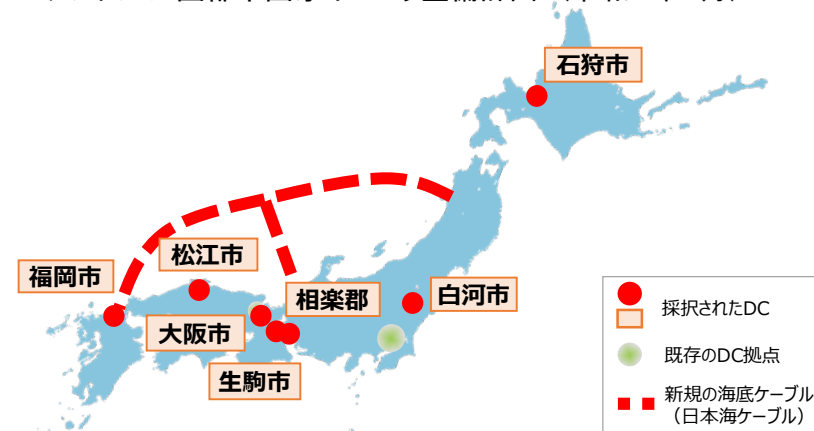 石狩市
松江市
福岡市
相楽郡
白河市
大阪市
生駒市
採択されたDC
既存のDC拠点
新規の海底ケーブル
（日本海ケーブル）